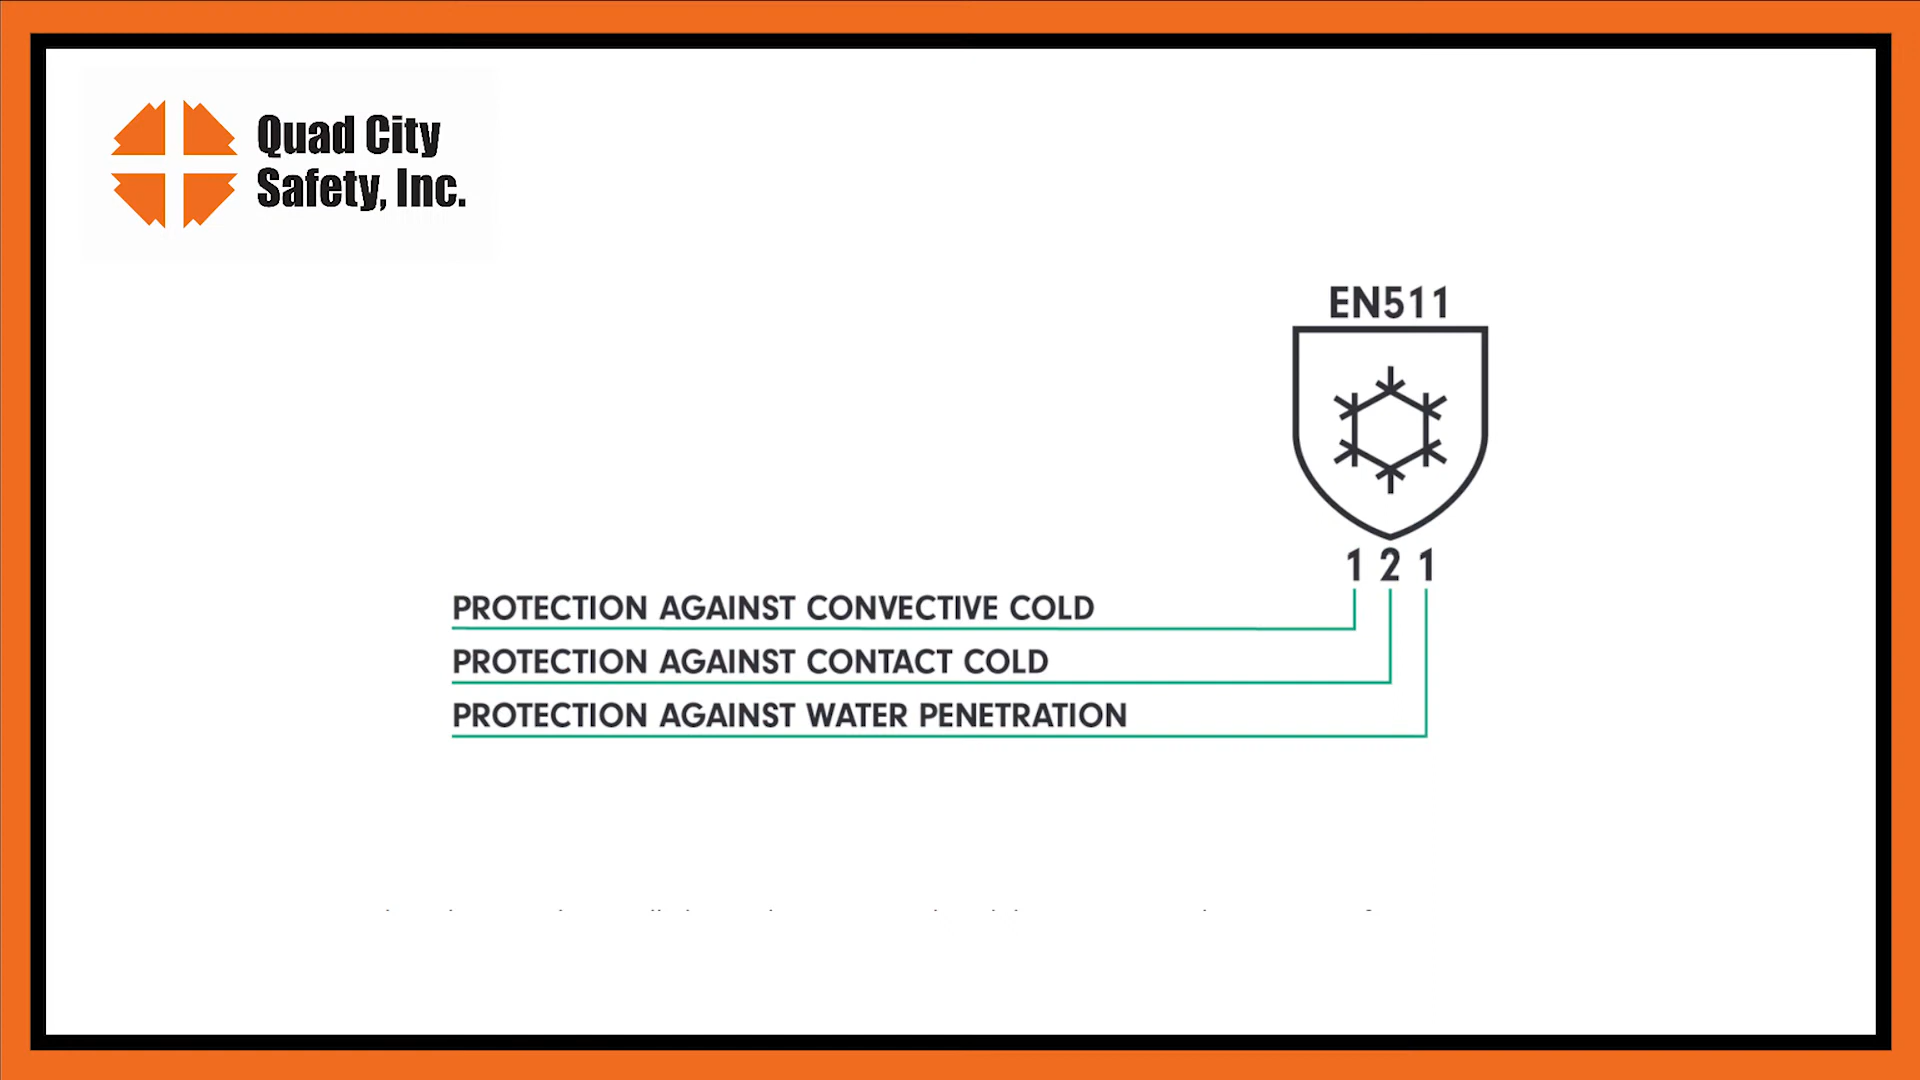 Quad City
Safety, Inc.
EN511
1 2 1
PROTECTION AGAINST CONVECTIVE COLD
PROTECTION AGAINST CONTACT COLD
PROTECTION AGAINST WATER PENETRATION